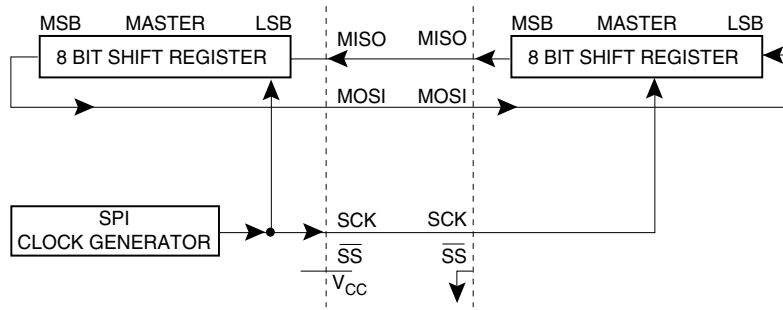 MSB MASTER LSB
8 BIT SHIFT REGISTER
MISO MISO
MSB MASTER LSB
8 BIT SHIFT REGISTER
MOSI MOSI
SPI
CLOCK GENERATOR
SCK SCK
SS SS
VCC